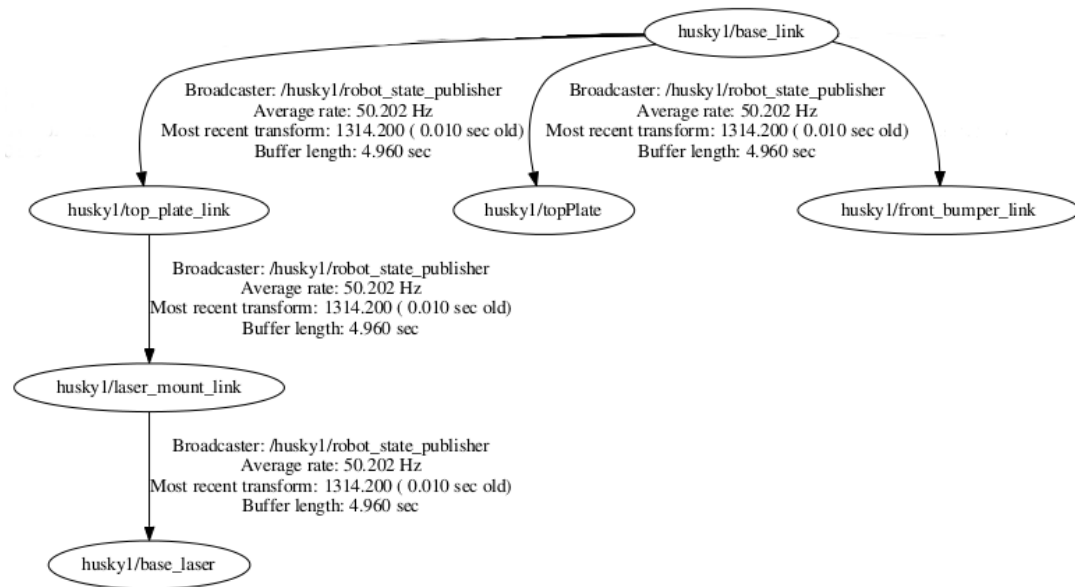 husky1/base_link
Broadcaster: /husky1/robot_state_publisher
Average rate: 50.202 Hz
Most recent transform: 1314.200 ( 0.010 sec old)
Buffer length: 4.960 sec
Broadcaster: /husky1/robot_state_publisher
Average rate: 50.202 Hz
Most recent transform: 1314.200 ( 0.010 sec old)
Buffer length: 4.960 sec
husky1/top_plate_link
husky1/topPlate
husky1/front_bumper_link
Broadcaster: /husky1/robot_state_publisher
Average rate: 50.202 Hz
Most recent transform: 1314.200 ( 0.010 sec old)
Buffer length: 4.960 sec
husky1/laser_mount_link
Broadcaster: /husky1/robot_state_publisher
Average rate: 50.202 Hz
Most recent transform: 1314.200 ( 0.010 sec old)
Buffer length: 4.960 sec
husky1/base_laser